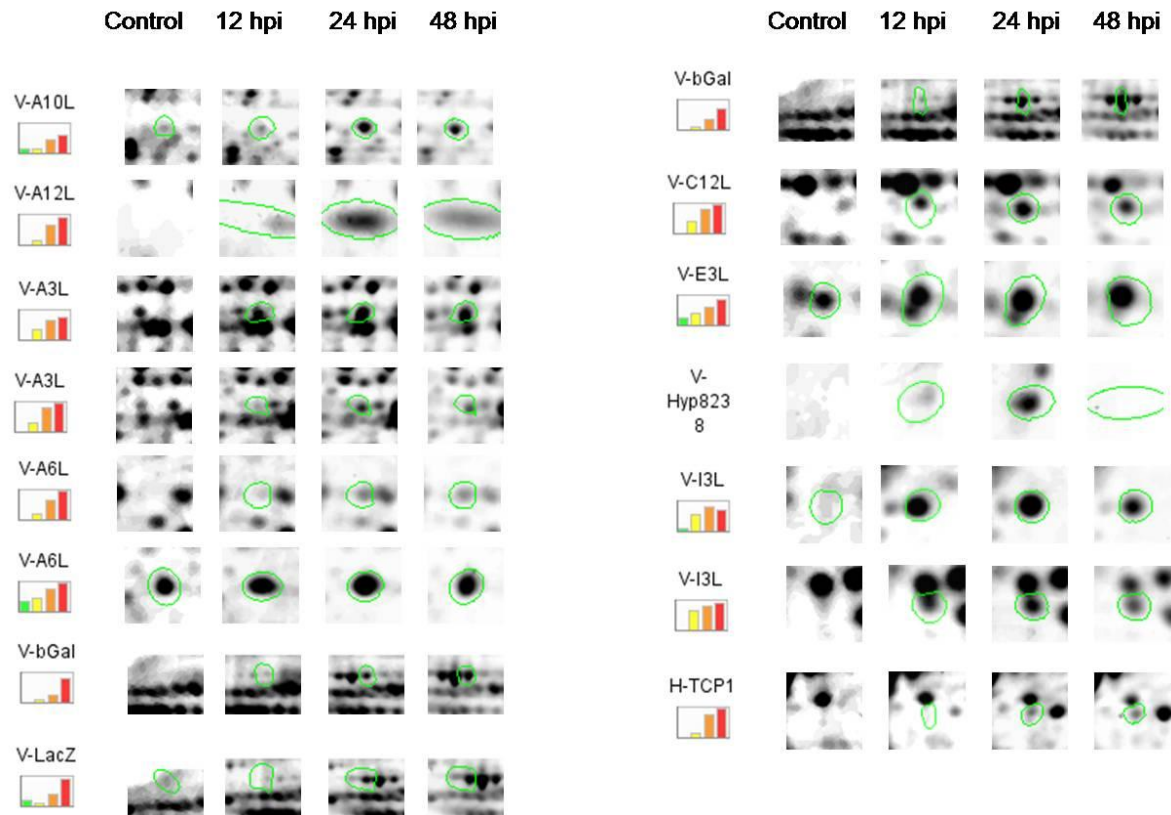 Control 12 hpi 24 hpi 48 hpi
V-A10L
V-A12L
V-A3L
V-A3L
V-A6L
V-A6L
V-bGal
V-LacZ
Control 12 hpi 24 hpi 48 hpi
V-bGal
V-C12L
V-E3L
V-
Hyp823
8
V-I3L
V-I3L
H-TCP1